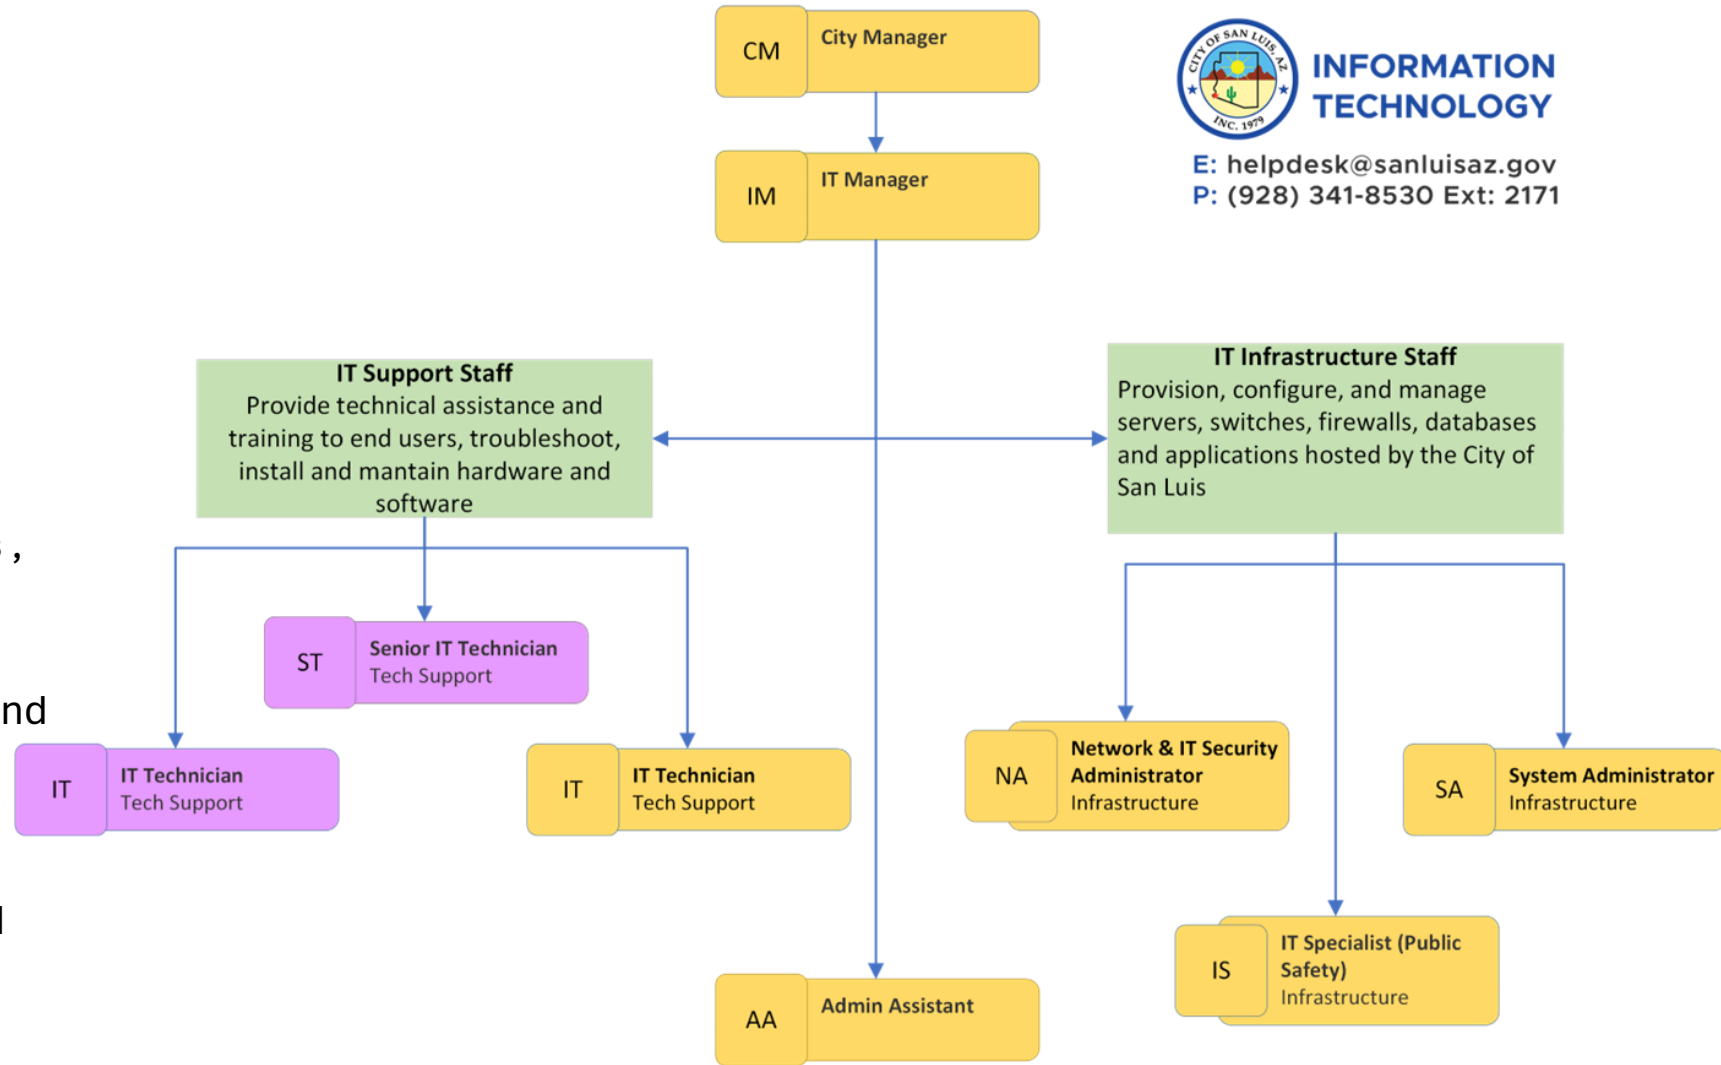 CM
City Manager
CITY OF SAN LUIS, AZ
INC. 1979
INFORMATION
TECHNOLOGY
E: helpdesk@sanluisaz.gov
P: (928) 341-8530 Ext: 2171
IM
IT Manager
IT Support Staff
Provide technical assistance and
training to end users, troubleshoot,
install and mantain hardware and
software
IT Infrastructure Staff
Provision, configure, and manage
servers, switches, firewalls, databases
and applications hosted by the City of
San Luis
,
nd
ST
Senior IT Technician
Tech Support
IT
IT Technician
Tech Support
IT
IT Technician
Tech Support
NA
Network & IT Security
Administrator
Infrastructure
SA
System Administrator
Infrastructure
IS
IT Specialist (Public
Safety)
Infrastructure
AA
Admin Assistant